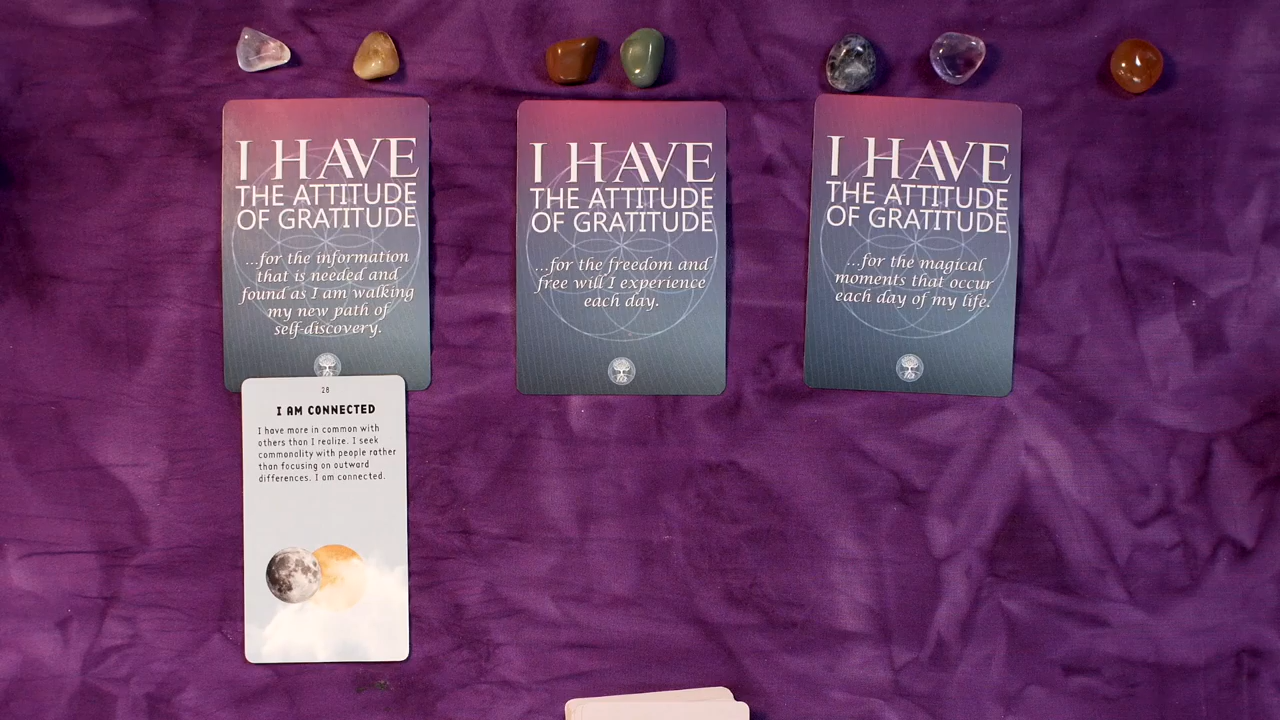 I HAVE
THE ATTITUDE
OF GRATITUDE
...for the information
that is needed and
found as I am walking
my new path of
self-discovery.
I HAVE
THE ATTITUDE
OF GRATITUDE
...for the freedom and
free will I experience
each day.
I HAVE
THE ATTITUDE
OF GRATITUDE
...for the magical
moments that occur
each day of my life.
28
I AM CONNECTED
I have more in common with
others than I realize. I seek
commonality with people rather
than focusing on outward
differences. I am connected.